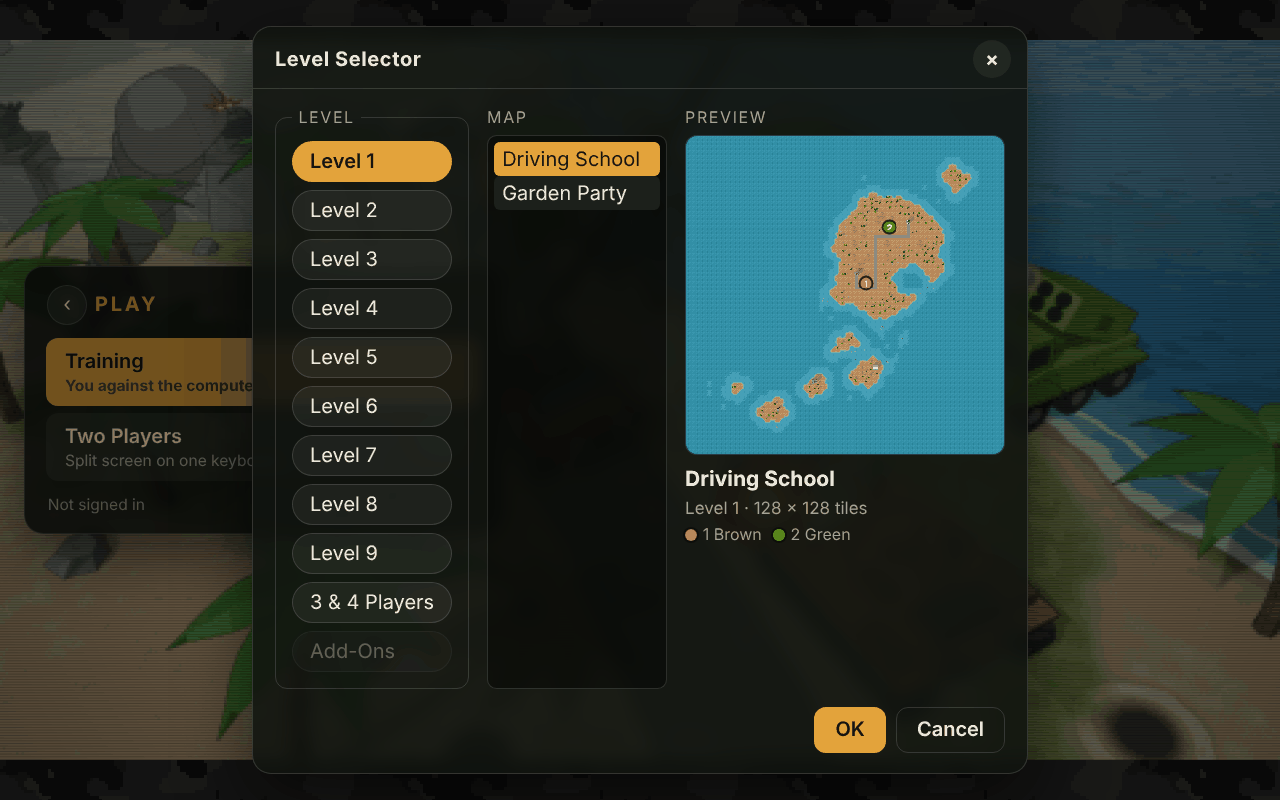 Level Selector
×
LEVEL
Level 1
Level 2
Level 3
Level 4
Level 5
Level 6
Level 7
Level 8
Level 9
3 & 4 Players
Add-Ons
MAP
Driving School
Garden Party
PREVIEW
2
1
Driving School
Level 1 · 128 × 128 tiles
1 Brown 2 Green
OK
Cancel
‹ PLAY
Training
You against the compute
Two Players
Split screen on one keybo
Not signed in